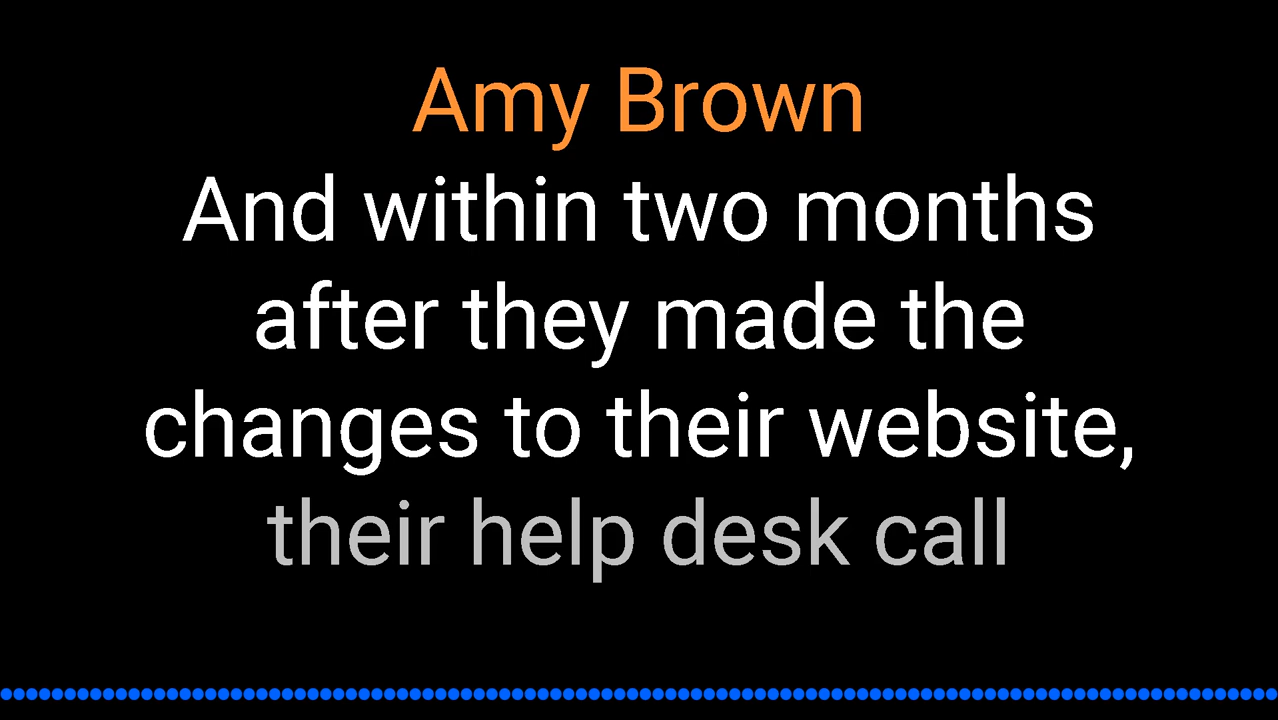 Amy Brown
And within two months
after they made the
changes to their website,
their help desk call